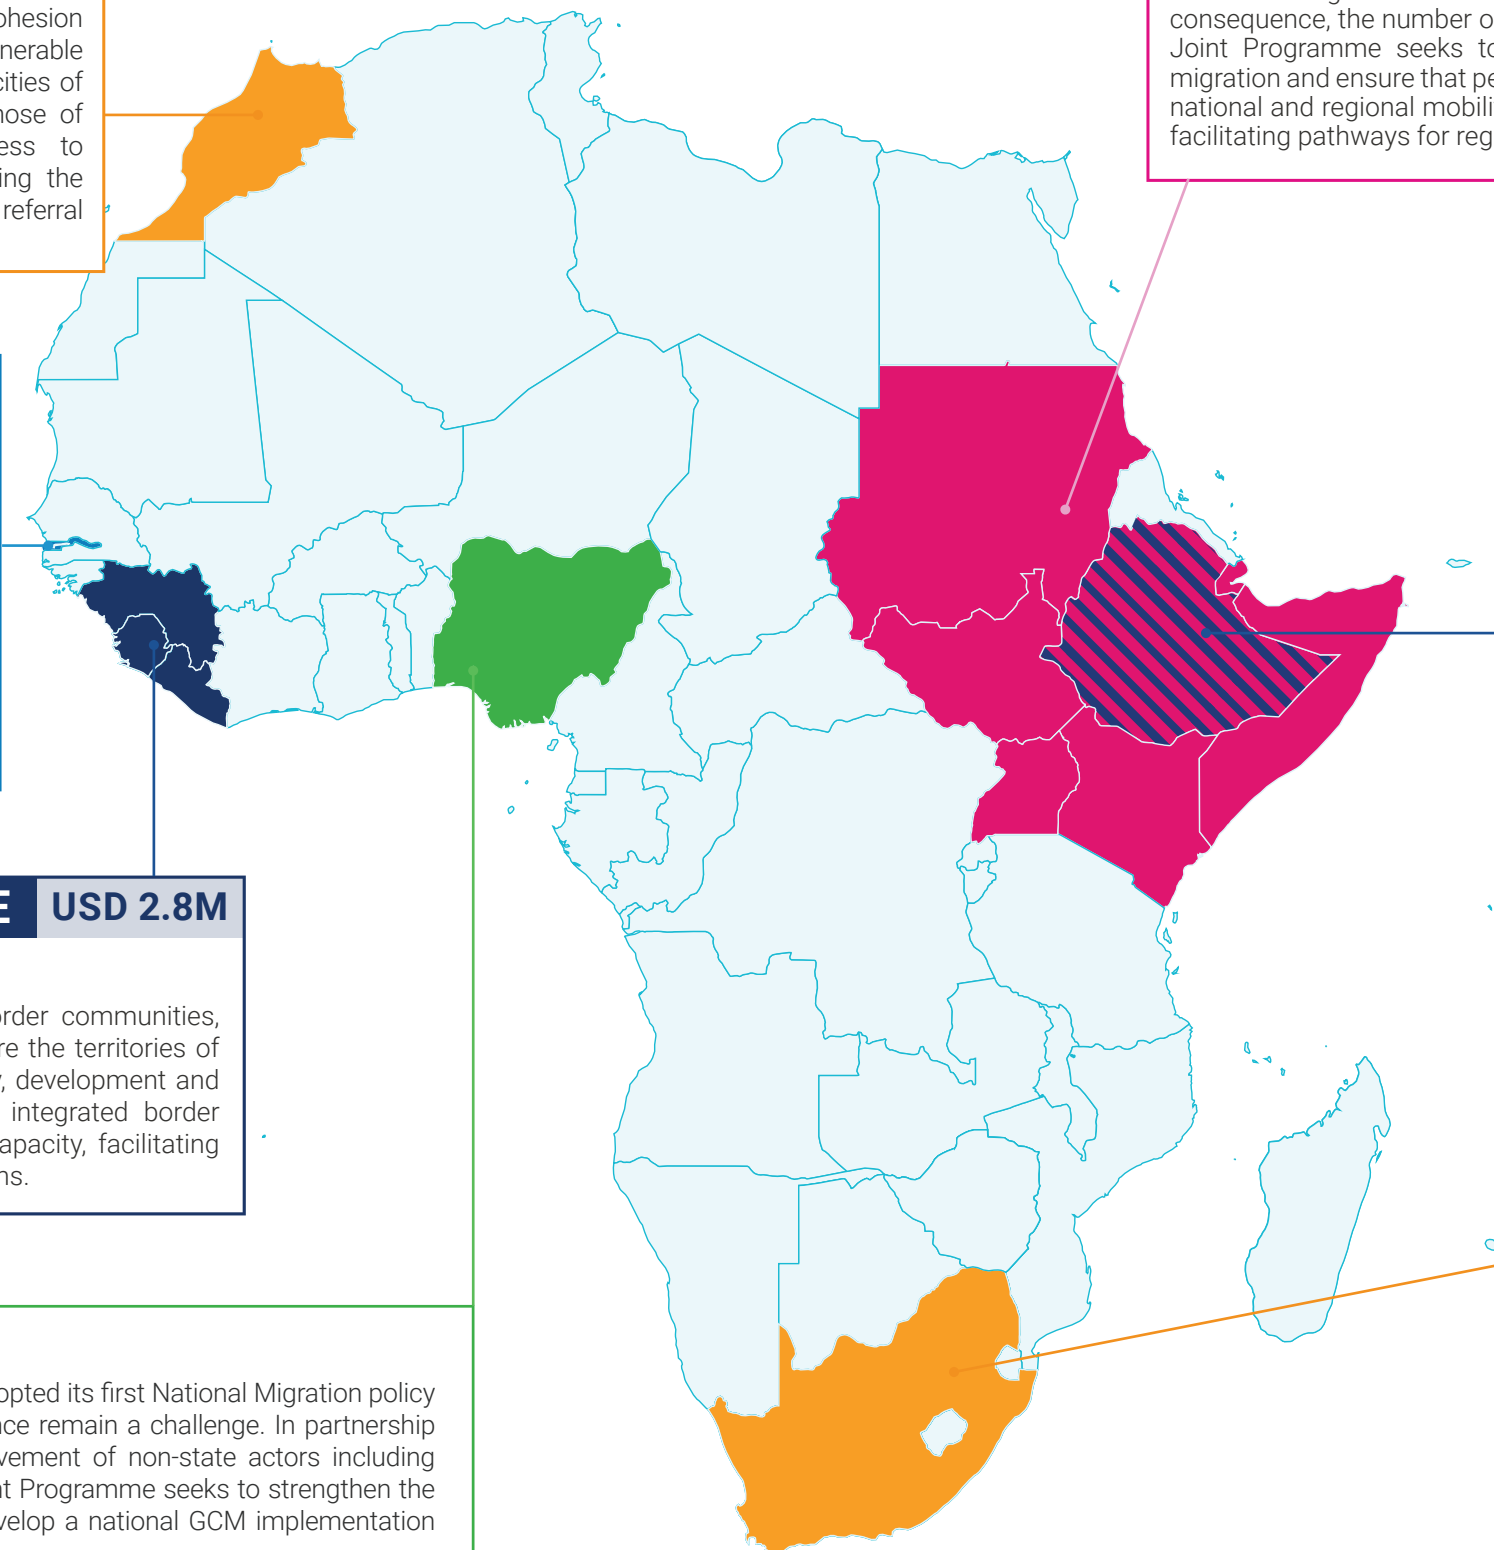 nerable
cities of
hose of
ess to
ing the
referral
consequence, the number o
Joint Programme seeks to
migration and ensure that pe
national and regional mobili
facilitating pathways for reg
E USD 2.8M
order communities,
re the territories of
, development and
integrated border
apacity, facilitating
ns.
opted its first National Migration policy
nce remain a challenge. In partnership
vement of non-state actors including
nt Programme seeks to strengthen the
velop a national GCM implementation